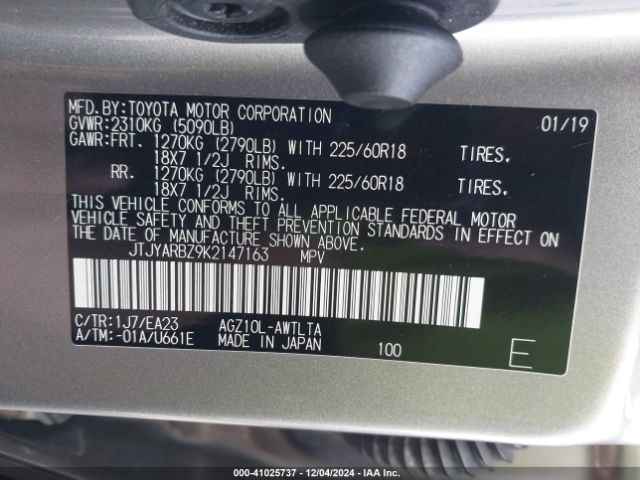 MFD.BY:TOYOTA MOTOR CORPORATION 01/19
GVWR:2310KG (5090LB)
GAWR:FRT. 1270KG (2790LB) WITH 225/60R18 TIRES.
18X7 1/2J RIMS.
RR. 1270KG (2790LB) WITH 225/60R18 TIRES.
18X7 1/2J RIMS.
THIS VEHICLE CONFORMS TO ALL APPLICABLE FEDERAL MOTOR
VEHICLE SAFETY AND THEFT PREVENTION STANDARDS IN EFFECT ON
THE DATE OF MANUFACTURE SHOWN ABOVE.
JTJYARBZ9K2147163 MPV
C/TR:1J7/EA23 AGZ10L-AWTLTA
A/TM:-01A/U661E MADE IN JAPAN 100 E
000-41025737 - 12/04/2024 - IAA Inc.